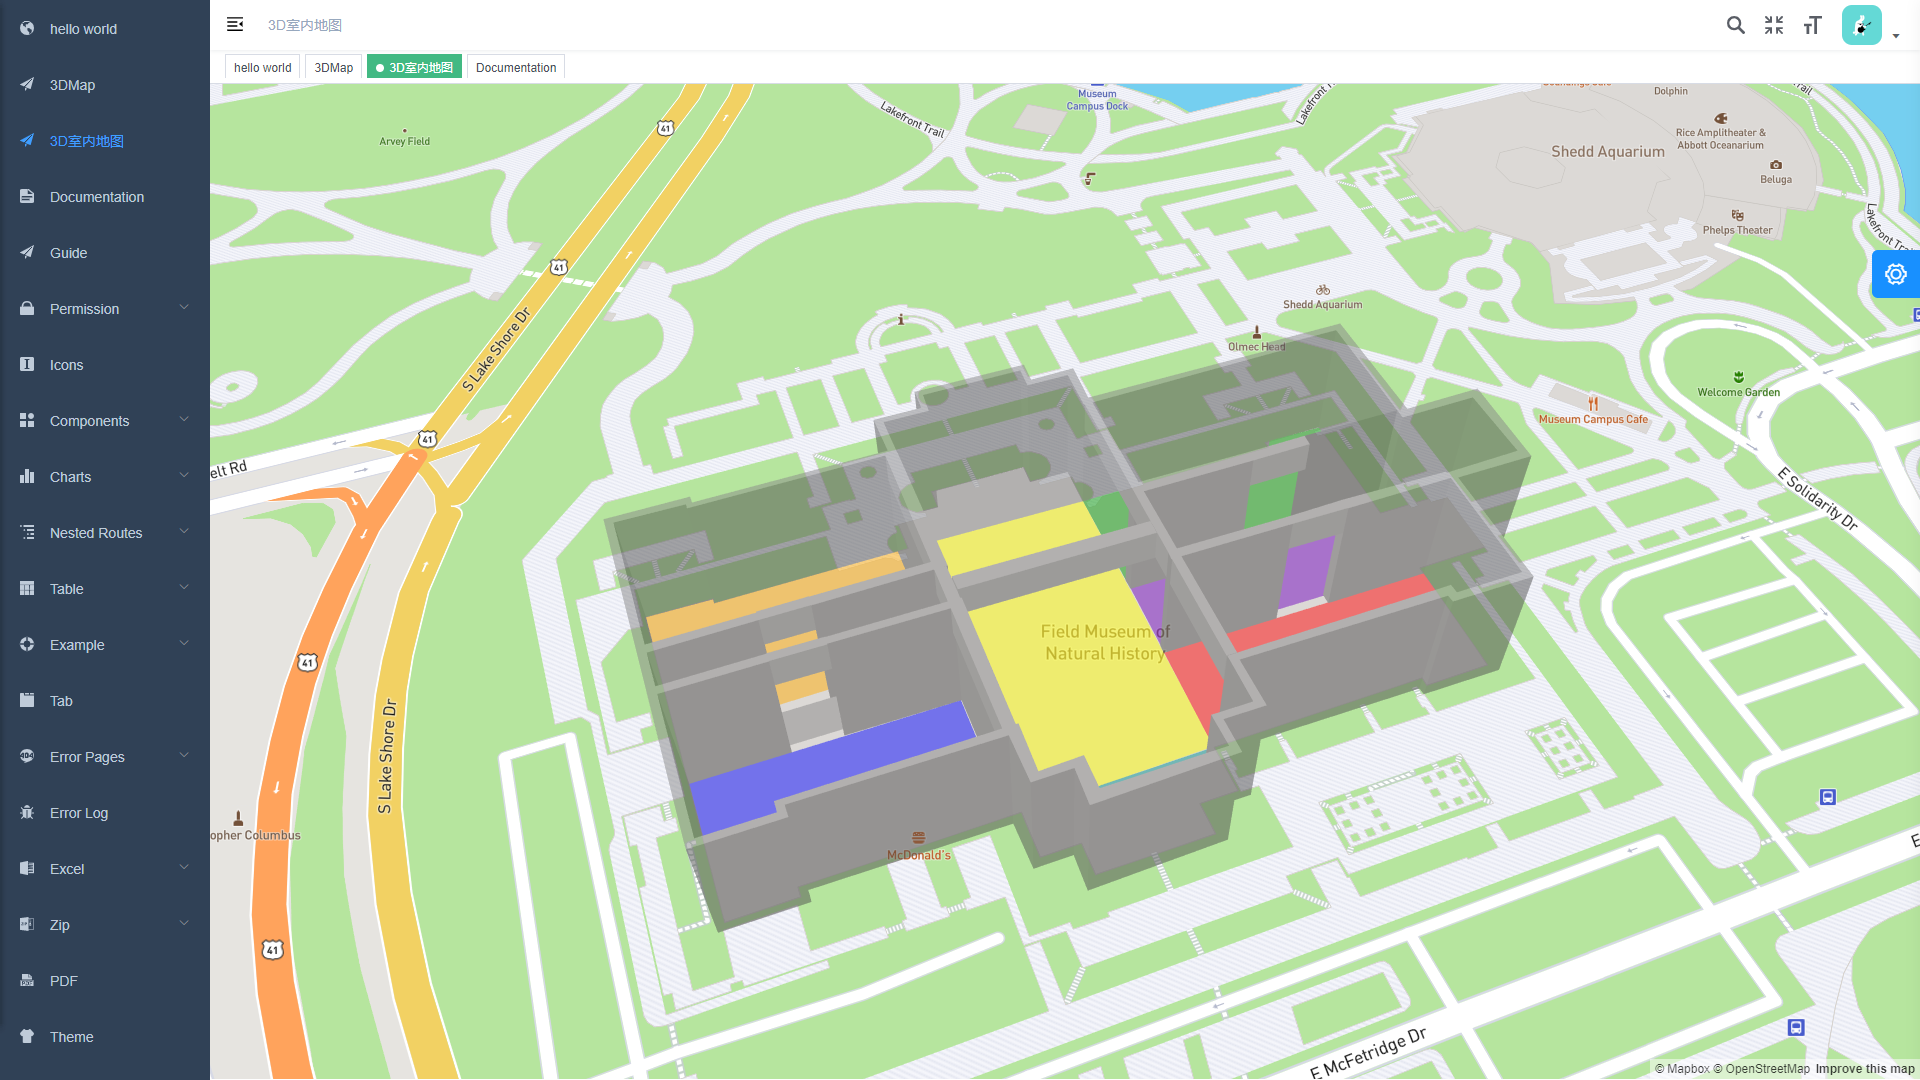 hello world
3DMap
3D室内地图
Documentation
Guide
Permission
Icons
Components
Charts
Nested Routes
Table
Example
Tab
Error Pages
Error Log
Excel
Zip
PDF
Theme
3D室内地图
hello world
3DMap
3D室内地图
Documentation
Museum
Campus Dock
Dolphin
Lakefront Trail
Arvey Field
41
Rice Amplitheater &
Abbott Oceanarium
Shedd Aquarium
Beluga
Phelps Theater
Lakefront Trail
41
Shedd Aquarium
Olmec Head
S Lake Shore Dr
Welcome Garden
Museum Campus Cafe
41
elt Rd
E Solidarity Dr
Field Museum of
Natural History
41
S Lake Shore Dr
opher Columbus
McDonald's
41
E McFetridge Dr
© Mapbox © OpenStreetMap Improve this map